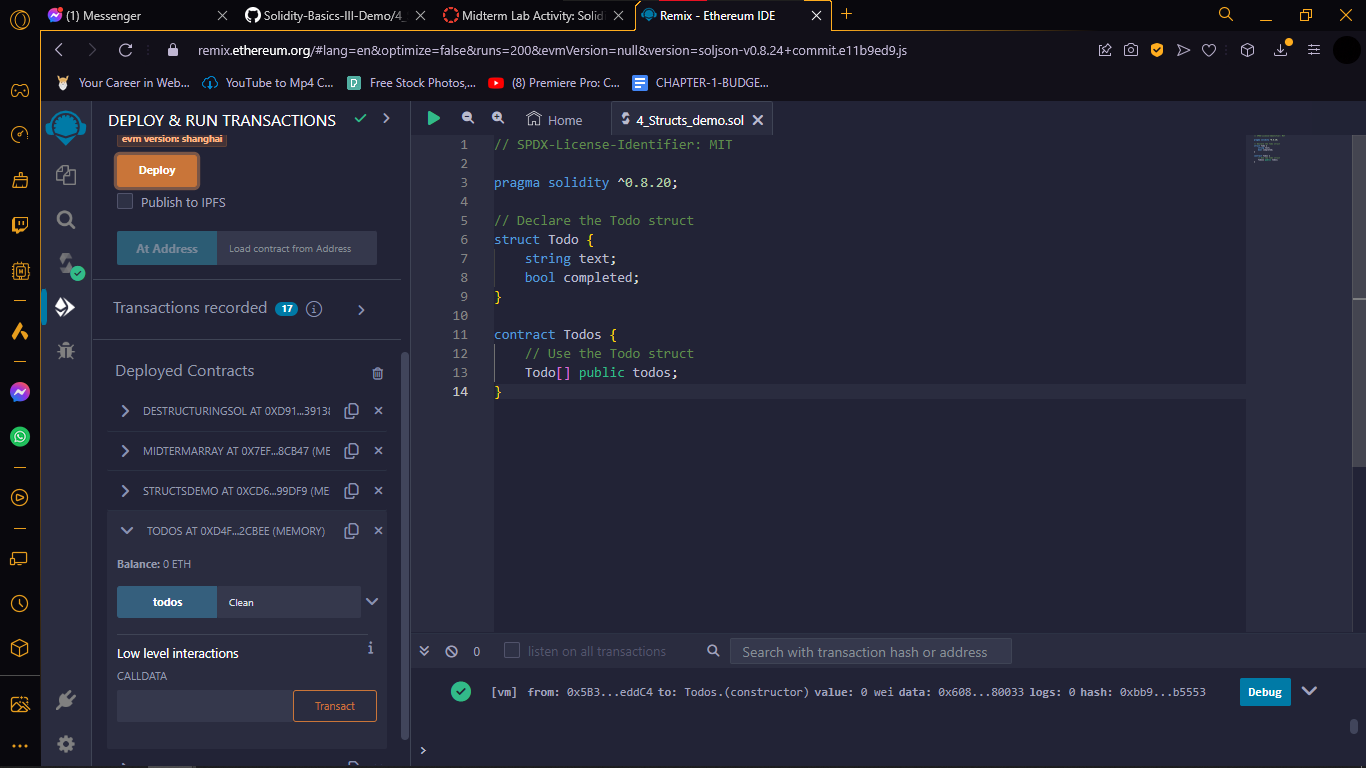 (1) Messenger
Solidity-Basics-III-Demo/4_
Midterm Lab Activity: Solid
Remix - Ethereum IDE
remix.ethereum.org/#lang=en&optimize=false&runs=200&evmVersion=null&version=soljson-v0.8.24+commit.e11b9ed9.js
Your Career in Web...
YouTube to Mp4 C...
Free Stock Photos,...
(8) Premiere Pro: C...
CHAPTER-1-BUDGE...
DEPLOY & RUN TRANSACTIONS
evm version: shanghai
Deploy
Publish to IPFS
At Address
Load contract from Address
Transactions recorded 17
Deployed Contracts
DESTRUCTURINGSOL AT 0XD91...39138
MIDTERMARRAY AT 0X7EF...8CB47 (ME
STRUCTSDEMO AT 0XCD6...99DF9 (ME
TODOS AT 0XD4F...2CBEE (MEMORY)
Balance: 0 ETH
todos
Clean
Low level interactions
CALLDATA
Transact
Home
4_Structs_demo.sol
1 // SPDX-License-Identifier: MIT
2
3 pragma solidity ^0.8.20;
4
5 // Declare the Todo struct
6 struct Todo {
7 string text;
8 bool completed;
9 }
10
11 contract Todos {
12 // Use the Todo struct
13 Todo[] public todos;
14 }
0
listen on all transactions
Search with transaction hash or address
[vm] from: 0x5B3...eddC4 to: Todos.(constructor) value: 0 wei data: 0x608...80033 logs: 0 hash: 0xbb9...b5553
Debug
>